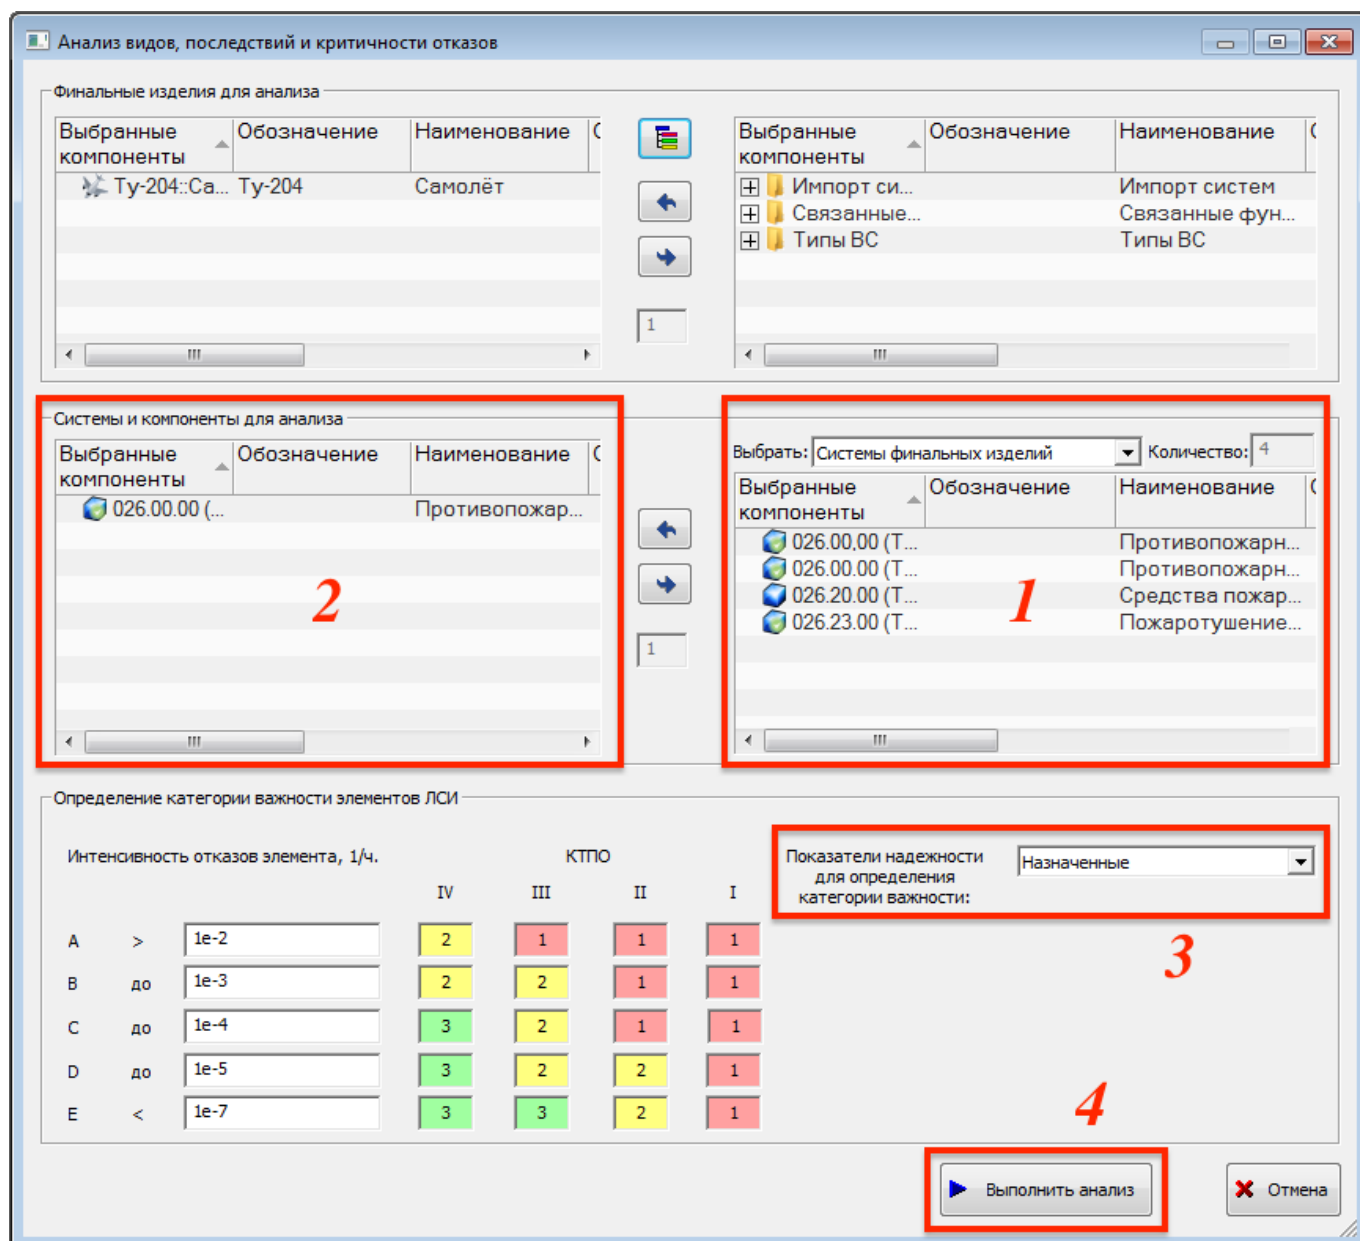 Анализ видов, последствий и критичности отказов
Финальные изделия для анализа
Выбранные компоненты Обозначение Наименование
Ту-204::Са... Ту-204 Самолёт
1
Выбранные компоненты Обозначение Наименование
Импорт си... Импорт систем
Связанные... Связанные фун...
Типы ВС Типы ВС
Системы и компоненты для анализа
Выбранные компоненты Обозначение Наименование
026.00.00 (... Противопожар...
2
1
Выбрать: Системы финальных изделий Количество: 4
Выбранные компоненты Обозначение Наименование
026.00,00 (Т... Противопожарн...
026.00.00 (Т... Противопожарн...
026.20.00 (Т... Средства пожар...
026.23.00 (Т... Пожаротушение...
1
Определение категории важности элементов ЛСИ
Интенсивность отказов элемента, 1/ч. КТПО
IV III II I
A > 1e-2 2 1 1 1
B до 1e-3 2 2 1 1
C до 1e-4 3 2 1 1
D до 1e-5 3 2 2 1
E < 1e-7 3 3 2 1
Показатели надежности
для определения
категории важности:
Назначенные
3
4
Выполнить анализ Отмена